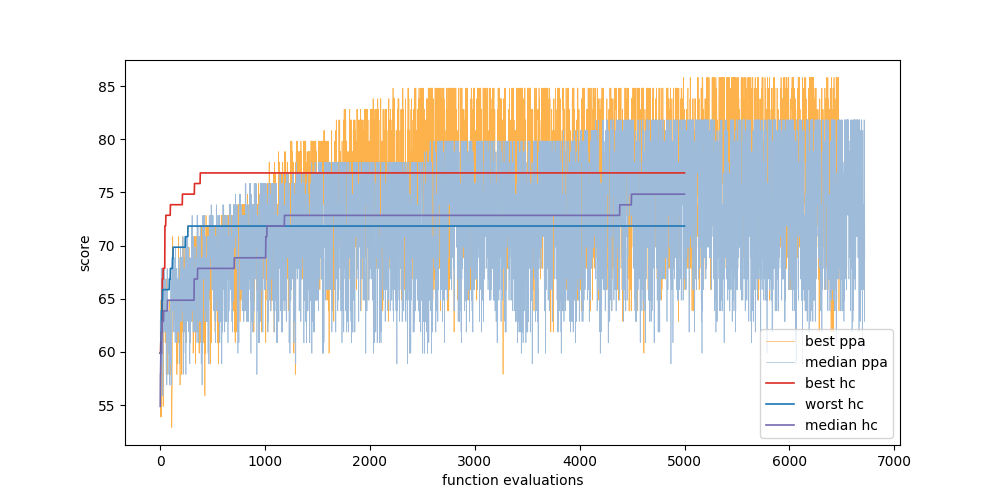 85
80
75
70
65
60
55
score
0
1000
2000
3000
4000
5000
6000
7000
function evaluations
best ppa
median ppa
best hc
worst hc
median hc